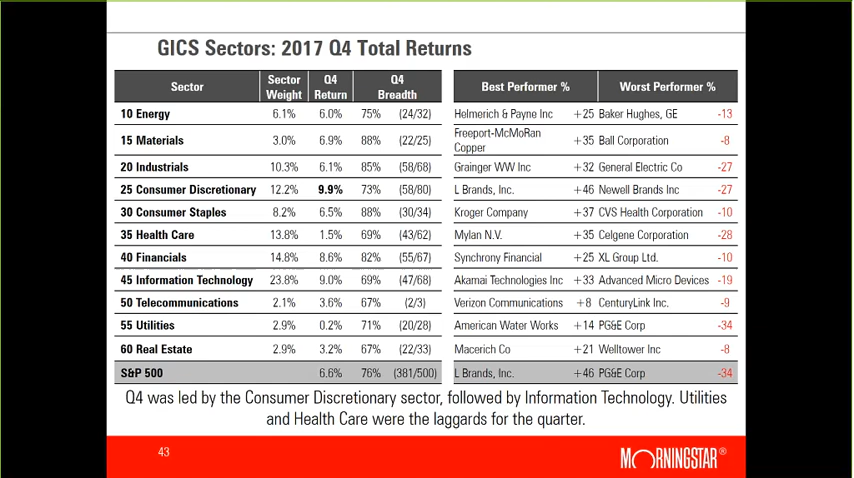 GICS Sectors: 2017 Q4 Total Returns
Sector Sector Weight Q4 Return Q4 Breadth Best Performer % Worst Performer %
10 Energy 6.1% 6.0% 75% (24/32) Helmerich & Payne Inc +25 Baker Hughes, GE -13
15 Materials 3.0% 6.9% 88% (22/25) Freeport-McMoRan Copper +35 Ball Corporation -8
20 Industrials 10.3% 6.1% 85% (58/68) Grainger WW Inc +32 General Electric Co -27
25 Consumer Discretionary 12.2% 9.9% 73% (58/80) L Brands, Inc. +46 Newell Brands Inc -27
30 Consumer Staples 8.2% 6.5% 88% (30/34) Kroger Company +37 CVS Health Corporation -10
35 Health Care 13.8% 1.5% 69% (43/62) Mylan N.V. +35 Celgene Corporation -28
40 Financials 14.8% 8.6% 82% (55/67) Synchrony Financial +25 XL Group Ltd. -10
45 Information Technology 23.8% 9.0% 69% (47/68) Akamai Technologies Inc +33 Advanced Micro Devices -19
50 Telecommunications 2.1% 3.6% 67% (2/3) Verizon Communications +8 CenturyLink Inc. -9
55 Utilities 2.9% 0.2% 71% (20/28) American Water Works +14 PG&E Corp -34
60 Real Estate 2.9% 3.2% 67% (22/33) Macerich Co +21 Welltower Inc -8
S&P 500 6.6% 76% (381/500) L Brands, Inc. +46 PG&E Corp -34
Q4 was led by the Consumer Discretionary sector, followed by Information Technology. Utilities
and Health Care were the laggards for the quarter.
43
MORNINGSTAR®